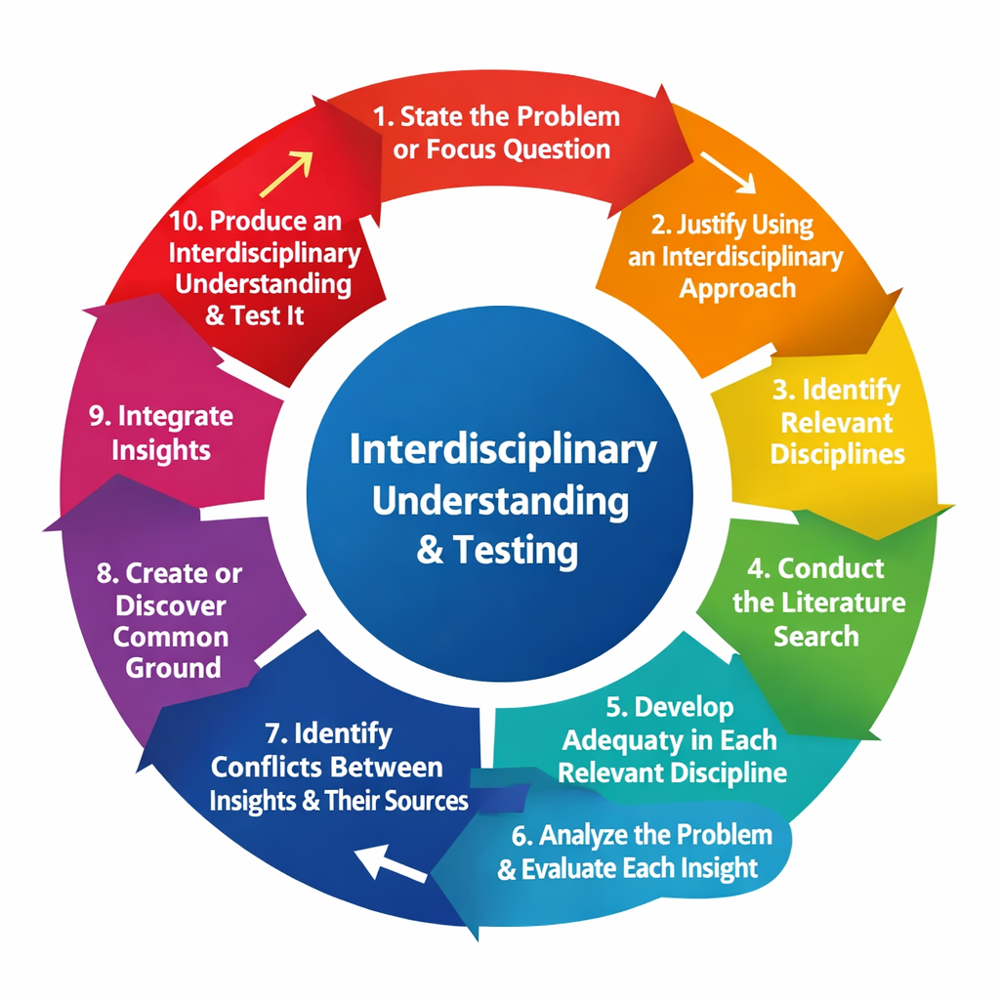 1. State the Problem
or Focus Question
2. Justify Using
an Interdisciplinary
Approach
3. Identify
Relevant
Disciplines
4. Conduct
the Literature
Search
5. Develop
Adequaty in Each
Relevant Discipline
6. Analyze the Problem
& Evaluate Each Insight
7. Identify
Conflicts Between
Insights & Their Sources
8. Create or
Discover
Common
Ground
9. Integrate
Insights
10. Produce an
Interdisciplinary
Understanding
& Test It
Interdisciplinary
Understanding
& Testing